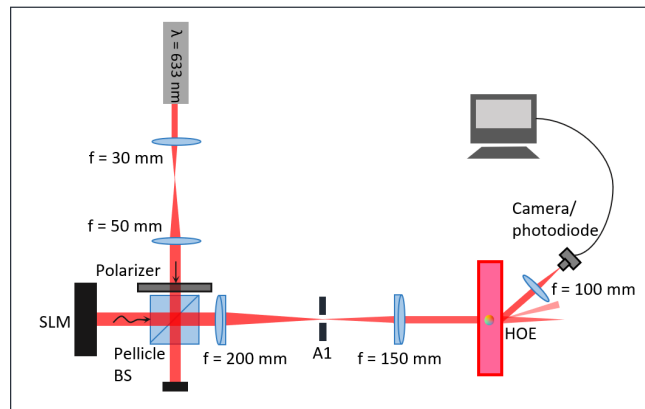 λ = 633 nm
f = 30 mm
f = 50 mm
Polarizer
SLM
Pellicle
BS
f = 200 mm
A1
f = 150 mm
Camera/
photodiode
f = 100 mm
HOE